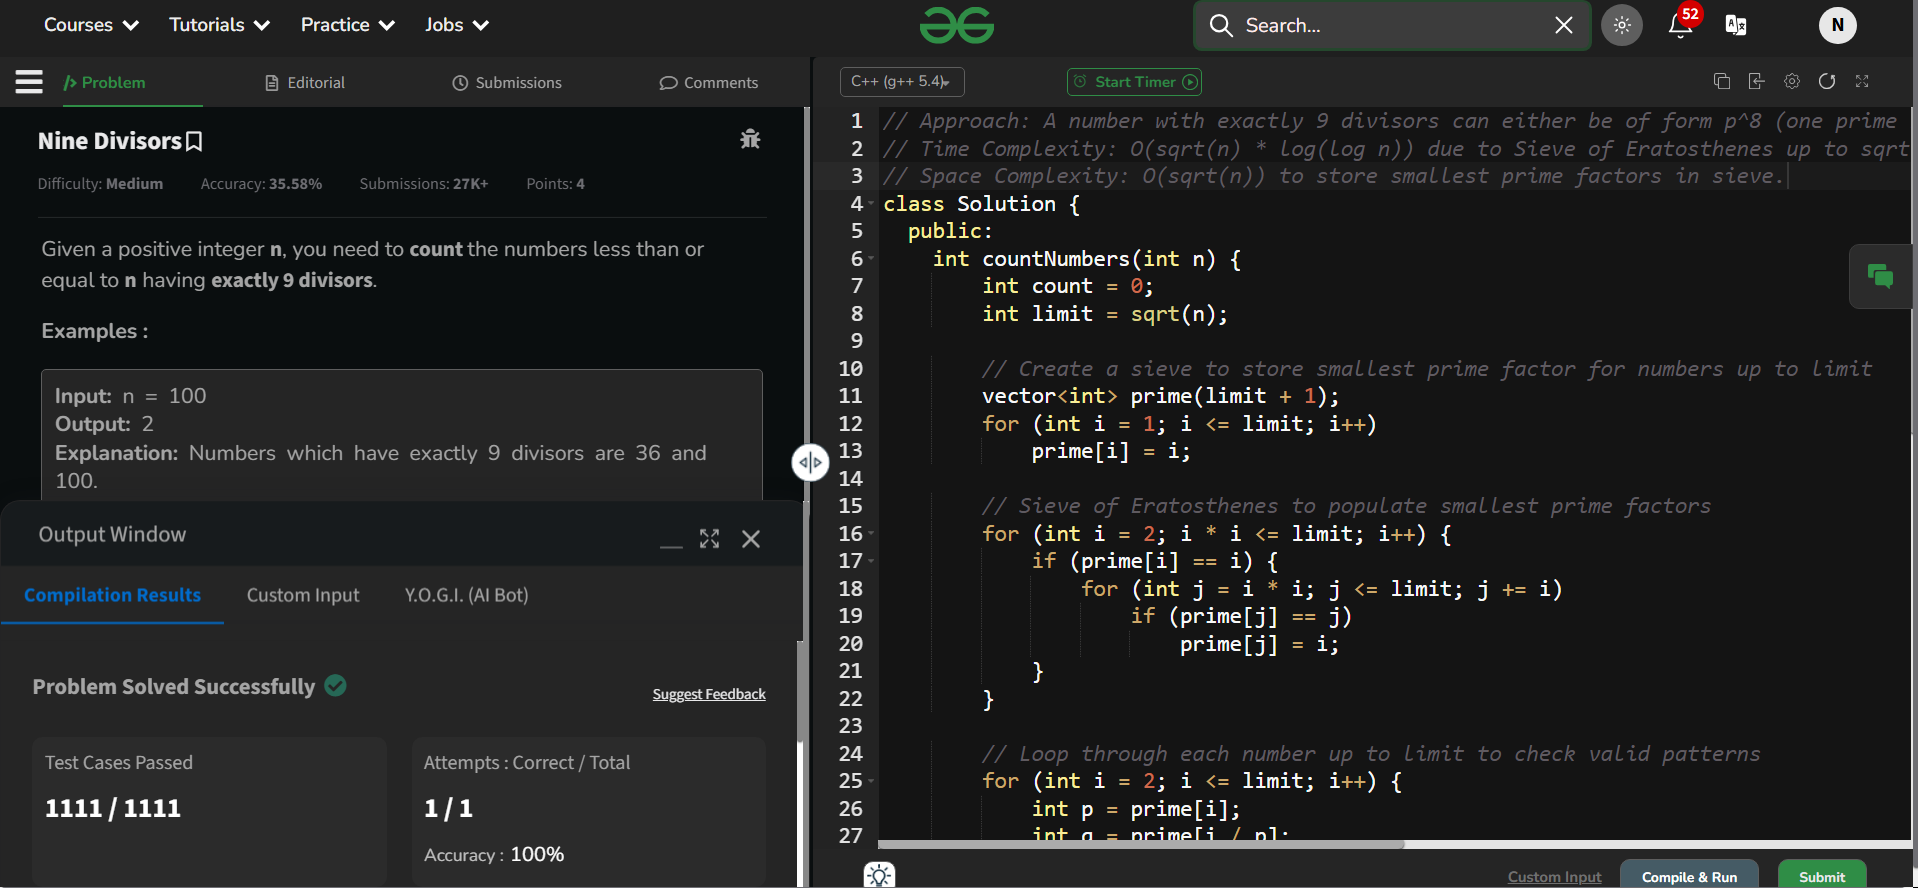 Courses Tutorials Practice Jobs Search... 52 N
Problem Editorial Submissions Comments
Nine Divisors
Difficulty: Medium Accuracy: 35.58% Submissions: 27K+ Points: 4
Given a positive integer n, you need to count the numbers less than or
equal to n having exactly 9 divisors.
Examples :
Input: n = 100
Output: 2
Explanation: Numbers which have exactly 9 divisors are 36 and
100.
Output Window
Compilation Results Custom Input Y.O.G.I. (AI Bot)
Problem Solved Successfully
Suggest Feedback
Test Cases Passed
1111 / 1111
Attempts : Correct / Total
1 / 1
Accuracy : 100%
C++ (g++ 5.4) Start Timer
1 // Approach: A number with exactly 9 divisors can either be of form p^8 (one prime
2 // Time Complexity: O(sqrt(n) * log(log n)) due to Sieve of Eratosthenes up to sqrt
3 // Space Complexity: O(sqrt(n)) to store smallest prime factors in sieve.
4 class Solution {
5 public:
6 int countNumbers(int n) {
7 int count = 0;
8 int limit = sqrt(n);
9
10 // Create a sieve to store smallest prime factor for numbers up to limit
11 vector<int> prime(limit + 1);
12 for (int i = 1; i <= limit; i++)
13 prime[i] = i;
14
15 // Sieve of Eratosthenes to populate smallest prime factors
16 for (int i = 2; i * i <= limit; i++) {
17 if (prime[i] == i) {
18 for (int j = i * i; j <= limit; j += i)
19 if (prime[j] == j)
20 prime[j] = i;
21 }
22 }
23
24 // Loop through each number up to limit to check valid patterns
25 for (int i = 2; i <= limit; i++) {
26 int p = prime[i];
27 int q = prime[i / p];
Custom Input Compile & Run Submit